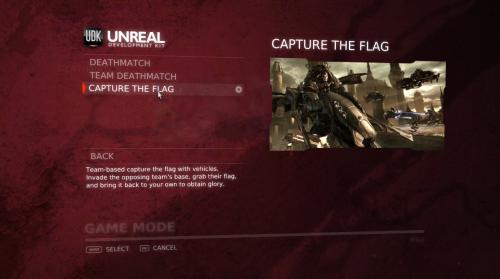 UDK UNREAL
DEVELOPMENT KIT
CAPTURE THE FLAG
DEATHMATCH
TEAM DEATHMATCH
CAPTURE THE FLAG
BACK
Team-based capture the flag with vehicles.
Invade the opposing team's base, grab their flag,
and bring it back to your own to obtain glory.
GAME MODE
SELECT
CANCEL